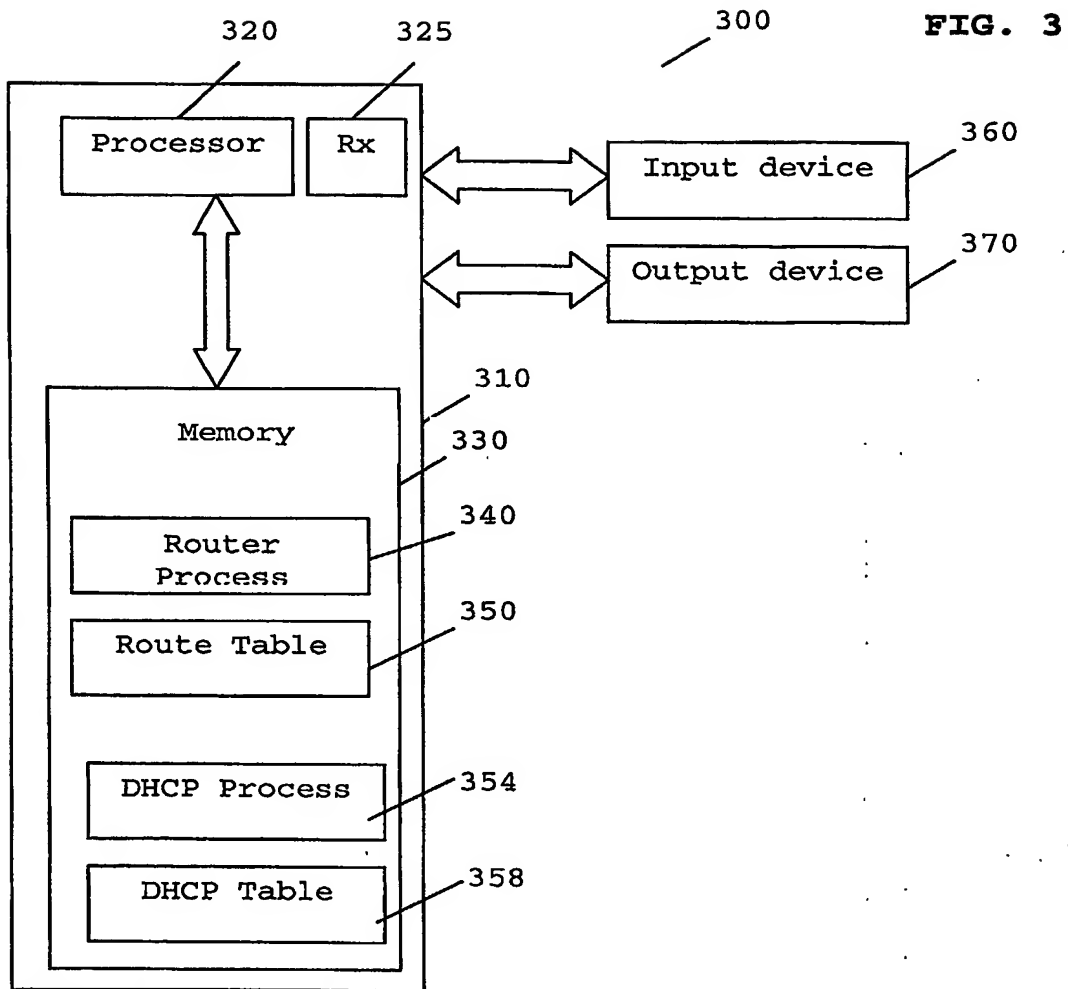 320 325 300 FIG. 3
Processor Rx
Input device 360
Output device 370
310
Memory
330
Router
Process
340
Route Table 350
DHCP Process 354
DHCP Table 358